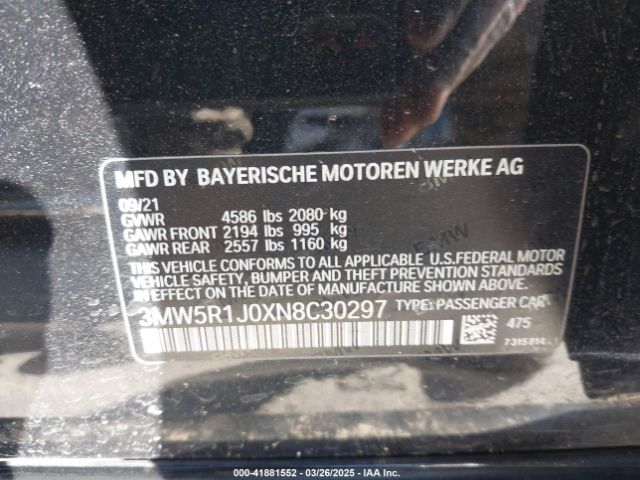 MFD BY BAYERISCHE MOTOREN WERKE AG
09/21
GVWR 4586 lbs 2080 kg
GAWR FRONT 2194 lbs 995 kg
GAWR REAR 2557 lbs 1160 kg
THIS VEHICLE CONFORMS TO ALL APPLICABLE U.S.FEDERAL MOTOR
VEHICLE SAFETY, BUMPER AND THEFT PREVENTION STANDARDS
IN EFFECT ON THE DATE OF MANUFACTURE SHOWN ABOVE.
3MW5R1J0XN8C30297 TYPE: PASSENGER CAR
475
7315814
000-41881552 — 03/26/2025 — IAA Inc.